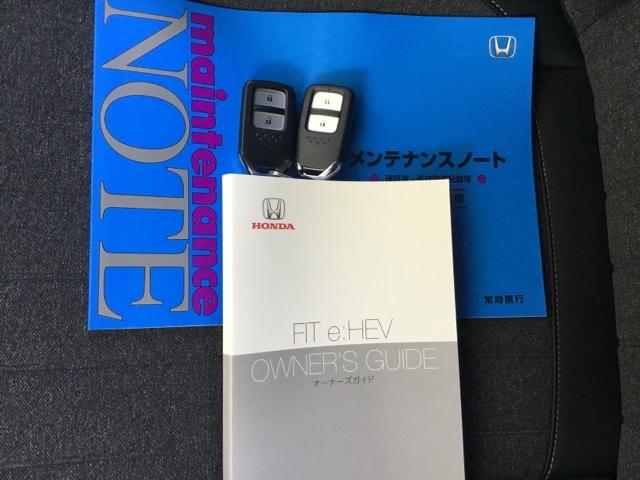 maintenance
NOTE
メンテナンスノート
常時携行
HONDA
FIT e:HEV
OWNER'S GUIDE
オーナーズガイド